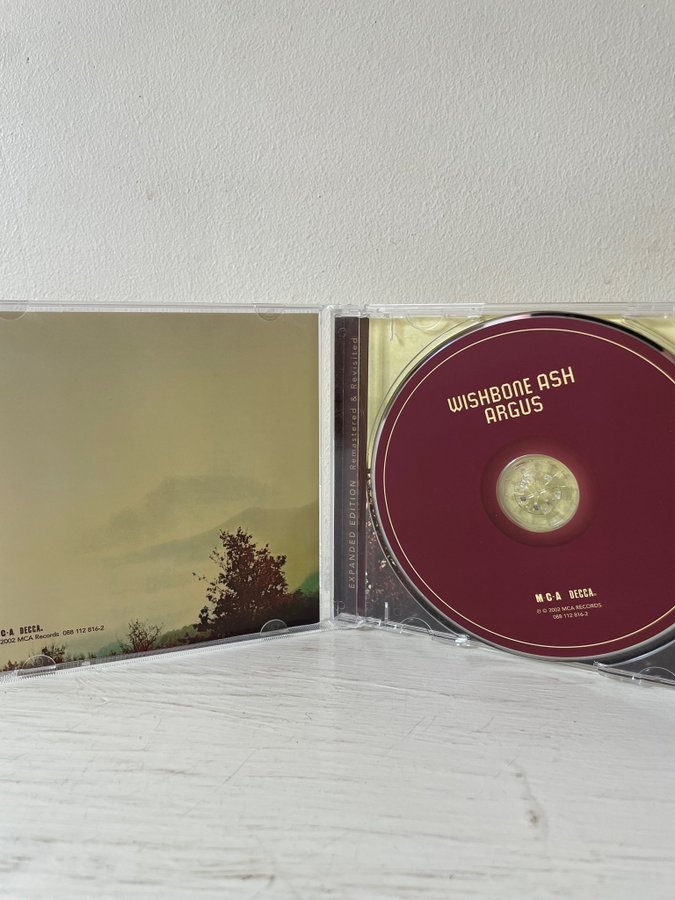 C·A DECCA.
2002 MCA Records 088 112 816-2
EXPANDED EDITION Remastered & Revisited
WISHBONE ASH
ARGUS
M·C·A DECCA.
℗ © 2002 MCA RECORDS
088 112 816-2